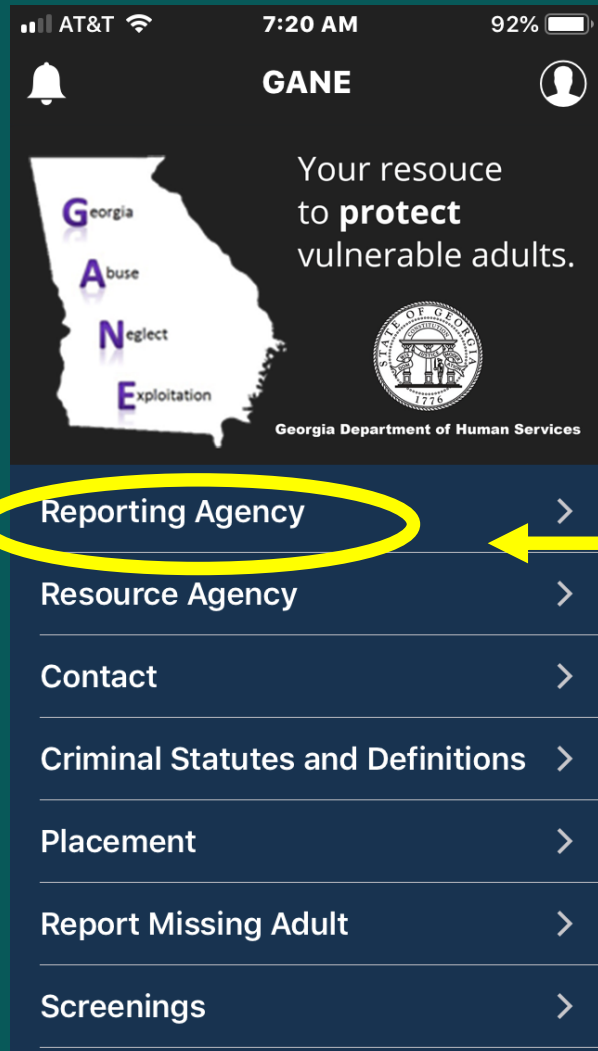 AT&T 7:20 AM 92%
GANE
Your resouce
to protect
vulnerable adults.
Georgia
Abuse
Neglect
Exploitation
STATE OF GEORGIA
CONSTITUTION
1776
Georgia Department of Human Services
Reporting Agency
Resource Agency
Contact
Criminal Statutes and Definitions
Placement
Report Missing Adult
Screenings